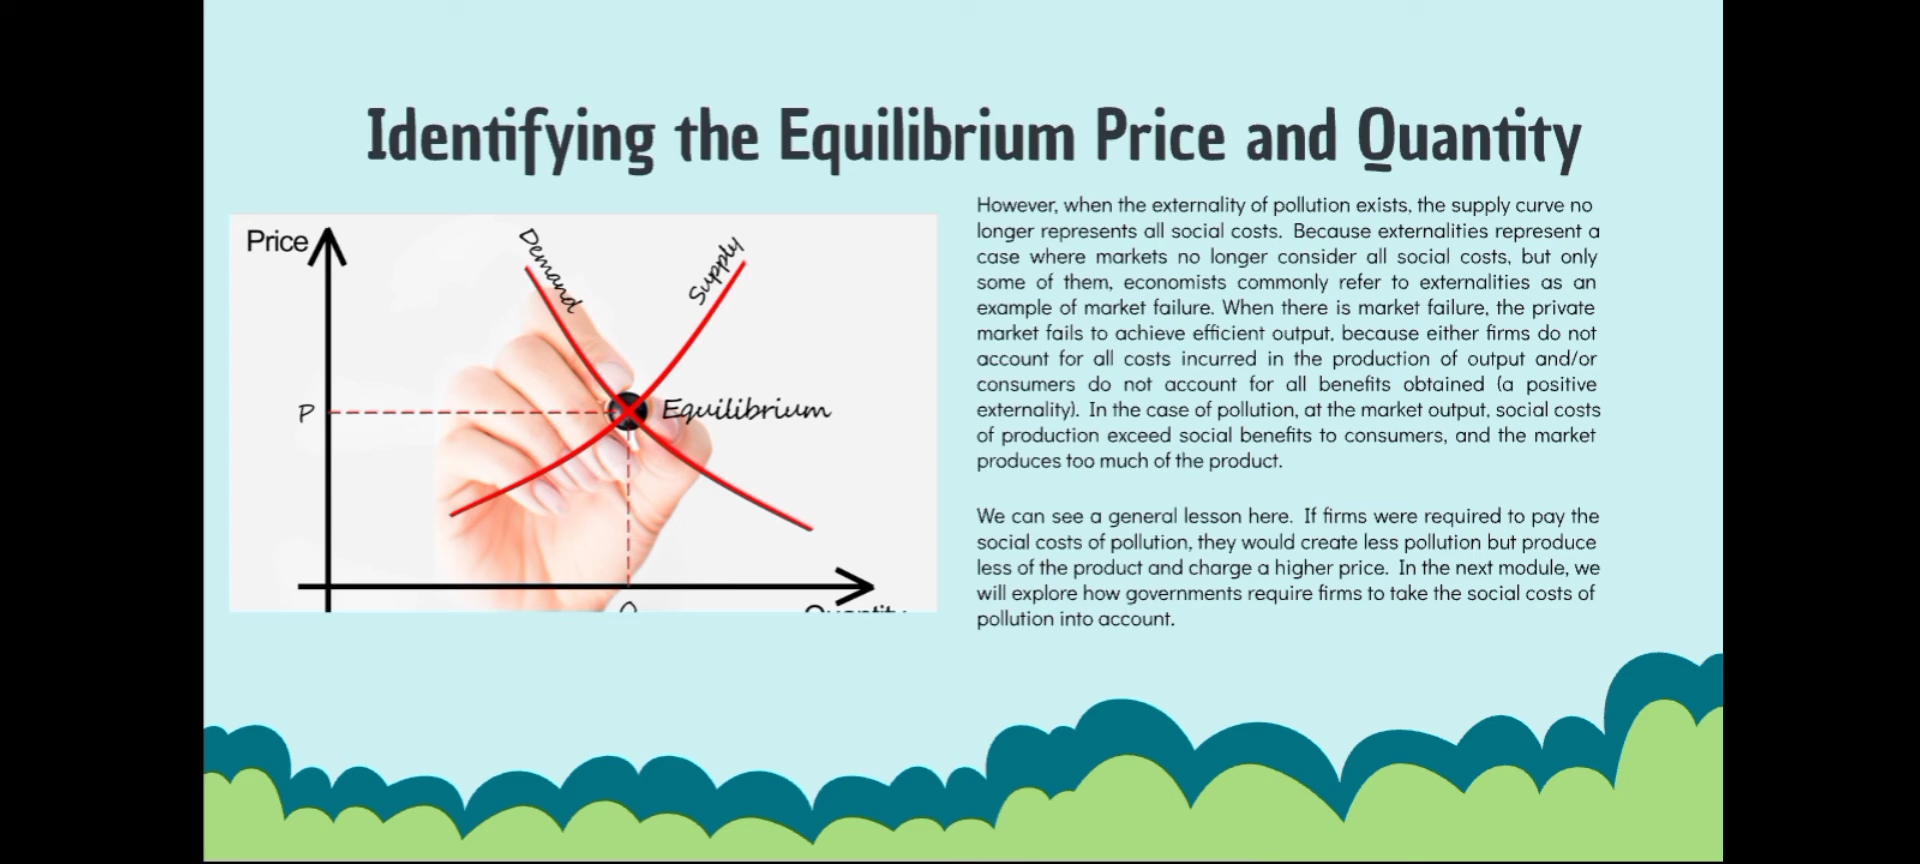 Identifying the Equilibrium Price and Quantity
However, when the externality of pollution exists, the supply curve no
longer represents all social costs. Because externalities represent a
case where markets no longer consider all social costs, but only
some of them, economists commonly refer to externalities as an
example of market failure. When there is market failure, the private
market fails to achieve efficient output, because either firms do not
account for all costs incurred in the production of output and/or
consumers do not account for all benefits obtained (a positive
externality). In the case of pollution, at the market output, social costs
of production exceed social benefits to consumers, and the market
produces too much of the product.
We can see a general lesson here. If firms were required to pay the
social costs of pollution, they would create less pollution but produce
less of the product and charge a higher price. In the next module, we
will explore how governments require firms to take the social costs of
pollution into account.
Price
Demand
Supply
P
Equilibrium